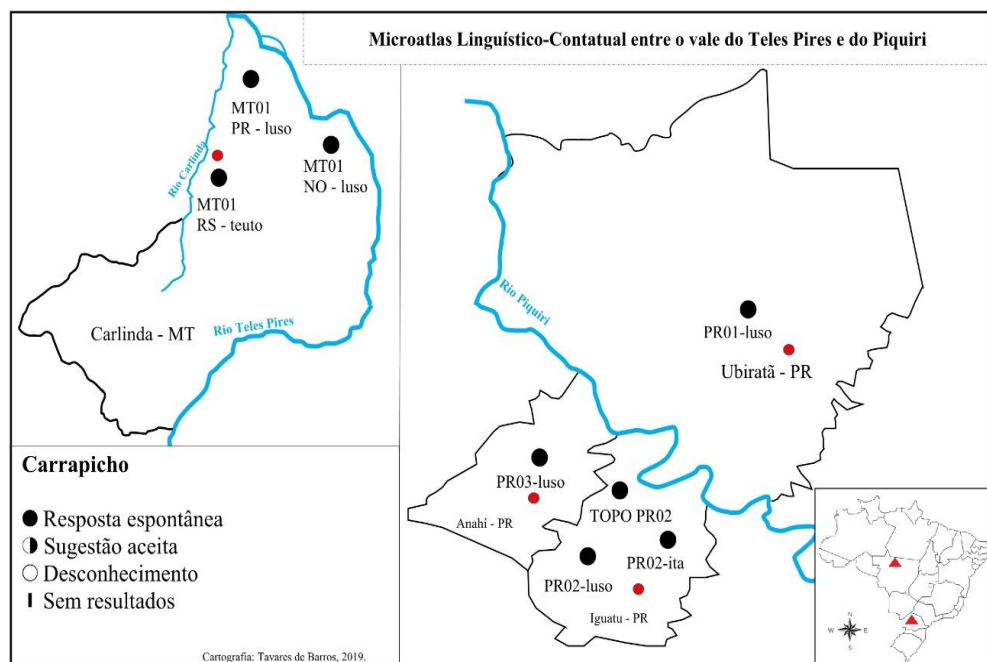 Microatlas Linguístico-Contatual entre o vale do Teles Pires e do Piquiri
MT01
PR - luso
Rio Carlinda
MT01
NO - luso
MT01
RS - teuto
Carlinda - MT
Rio Teles Pires
Rio Piquiri
PR01-luso
Ubiratã - PR
PR03-luso
Anahí - PR
TOPO PR02
PR02-ita
PR02-luso
Iguatu - PR
Carrapicho
Resposta espontânea
Sugestão aceita
Desconhecimento
Sem resultados
Cartografia: Tavares de Barros, 2019.
N
W
E
S